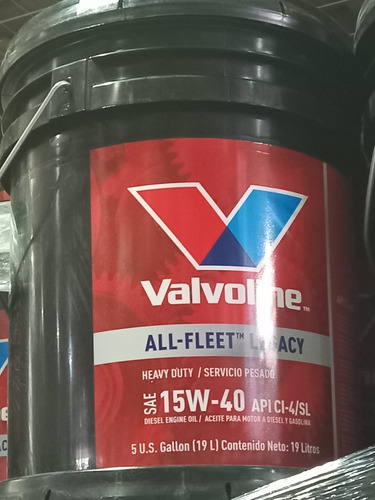 Valvoline™
ALL-FLEET™ LEGACY
HEAVY DUTY / SERVICIO PESADO
SAE 15W-40 API CI-4/SL
DIESEL ENGINE OIL / ACEITE PARA MOTOR A DIESEL Y GASOLINA
5 U.S. Gallon (19 L) Contenido Neto: 19 Litros